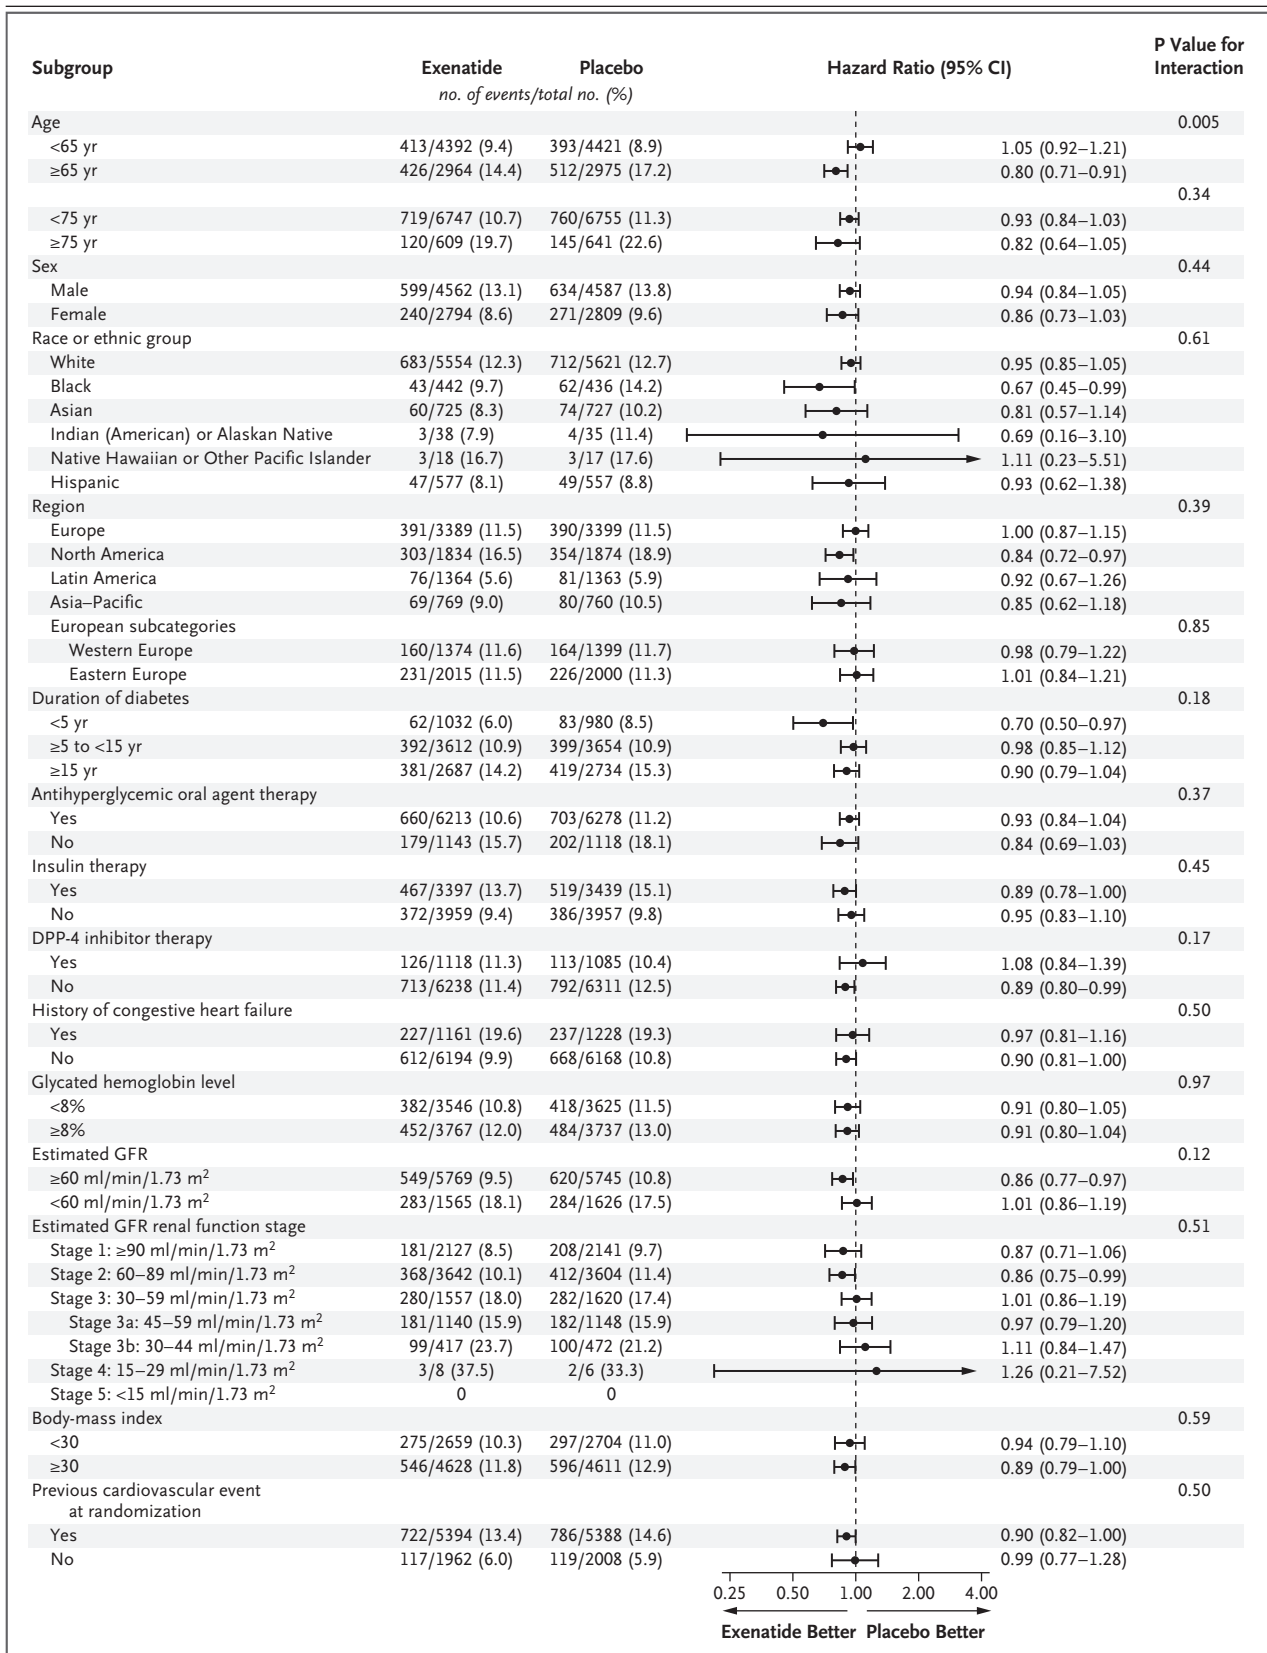 Subgroup Exenatide Placebo Hazard Ratio (95% CI) P Value for Interaction
no. of events/total no. (%)
Age 0.005
<65 yr 413/4392 (9.4) 393/4421 (8.9) 1.05 (0.92–1.21)
≥65 yr 426/2964 (14.4) 512/2975 (17.2) 0.80 (0.71–0.91)
0.34
<75 yr 719/6747 (10.7) 760/6755 (11.3) 0.93 (0.84–1.03)
≥75 yr 120/609 (19.7) 145/641 (22.6) 0.82 (0.64–1.05)
Sex 0.44
Male 599/4562 (13.1) 634/4587 (13.8) 0.94 (0.84–1.05)
Female 240/2794 (8.6) 271/2809 (9.6) 0.86 (0.73–1.03)
Race or ethnic group 0.61
White 683/5554 (12.3) 712/5621 (12.7) 0.95 (0.85–1.05)
Black 43/442 (9.7) 62/436 (14.2) 0.67 (0.45–0.99)
Asian 60/725 (8.3) 74/727 (10.2) 0.81 (0.57–1.14)
Indian (American) or Alaskan Native 3/38 (7.9) 4/35 (11.4) 0.69 (0.16–3.10)
Native Hawaiian or Other Pacific Islander 3/18 (16.7) 3/17 (17.6) 1.11 (0.23–5.51)
Hispanic 47/577 (8.1) 49/557 (8.8) 0.93 (0.62–1.38)
Region 0.39
Europe 391/3389 (11.5) 390/3399 (11.5) 1.00 (0.87–1.15)
North America 303/1834 (16.5) 354/1874 (18.9) 0.84 (0.72–0.97)
Latin America 76/1364 (5.6) 81/1363 (5.9) 0.92 (0.67–1.26)
Asia–Pacific 69/769 (9.0) 80/760 (10.5) 0.85 (0.62–1.18)
European subcategories 0.85
Western Europe 160/1374 (11.6) 164/1399 (11.7) 0.98 (0.79–1.22)
Eastern Europe 231/2015 (11.5) 226/2000 (11.3) 1.01 (0.84–1.21)
Duration of diabetes 0.18
<5 yr 62/1032 (6.0) 83/980 (8.5) 0.70 (0.50–0.97)
≥5 to <15 yr 392/3612 (10.9) 399/3654 (10.9) 0.98 (0.85–1.12)
≥15 yr 381/2687 (14.2) 419/2734 (15.3) 0.90 (0.79–1.04)
Antihyperglycemic oral agent therapy 0.37
Yes 660/6213 (10.6) 703/6278 (11.2) 0.93 (0.84–1.04)
No 179/1143 (15.7) 202/1118 (18.1) 0.84 (0.69–1.03)
Insulin therapy 0.45
Yes 467/3397 (13.7) 519/3439 (15.1) 0.89 (0.78–1.00)
No 372/3959 (9.4) 386/3957 (9.8) 0.95 (0.83–1.10)
DPP-4 inhibitor therapy 0.17
Yes 126/1118 (11.3) 113/1085 (10.4) 1.08 (0.84–1.39)
No 713/6238 (11.4) 792/6311 (12.5) 0.89 (0.80–0.99)
History of congestive heart failure 0.50
Yes 227/1161 (19.6) 237/1228 (19.3) 0.97 (0.81–1.16)
No 612/6194 (9.9) 668/6168 (10.8) 0.90 (0.81–1.00)
Glycated hemoglobin level 0.97
<8% 382/3546 (10.8) 418/3625 (11.5) 0.91 (0.80–1.05)
≥8% 452/3767 (12.0) 484/3737 (13.0) 0.91 (0.80–1.04)
Estimated GFR 0.12
≥60 ml/min/1.73 m² 549/5769 (9.5) 620/5745 (10.8) 0.86 (0.77–0.97)
<60 ml/min/1.73 m² 283/1565 (18.1) 284/1626 (17.5) 1.01 (0.86–1.19)
Estimated GFR renal function stage 0.51
Stage 1: ≥90 ml/min/1.73 m² 181/2127 (8.5) 208/2141 (9.7) 0.87 (0.71–1.06)
Stage 2: 60–89 ml/min/1.73 m² 368/3642 (10.1) 412/3604 (11.4) 0.86 (0.75–0.99)
Stage 3: 30–59 ml/min/1.73 m² 280/1557 (18.0) 282/1620 (17.4) 1.01 (0.86–1.19)
Stage 3a: 45–59 ml/min/1.73 m² 181/1140 (15.9) 182/1148 (15.9) 0.97 (0.79–1.20)
Stage 3b: 30–44 ml/min/1.73 m² 99/417 (23.7) 100/472 (21.2) 1.11 (0.84–1.47)
Stage 4: 15–29 ml/min/1.73 m² 3/8 (37.5) 2/6 (33.3) 1.26 (0.21–7.52)
Stage 5: <15 ml/min/1.73 m² 0 0
Body-mass index 0.59
<30 275/2659 (10.3) 297/2704 (11.0) 0.94 (0.79–1.10)
≥30 546/4628 (11.8) 596/4611 (12.9) 0.89 (0.79–1.00)
Previous cardiovascular event 0.50
at randomization
Yes 722/5394 (13.4) 786/5388 (14.6) 0.90 (0.82–1.00)
No 117/1962 (6.0) 119/2008 (5.9) 0.99 (0.77–1.28)
0.25 0.50 1.00 2.00 4.00
Exenatide Better Placebo Better